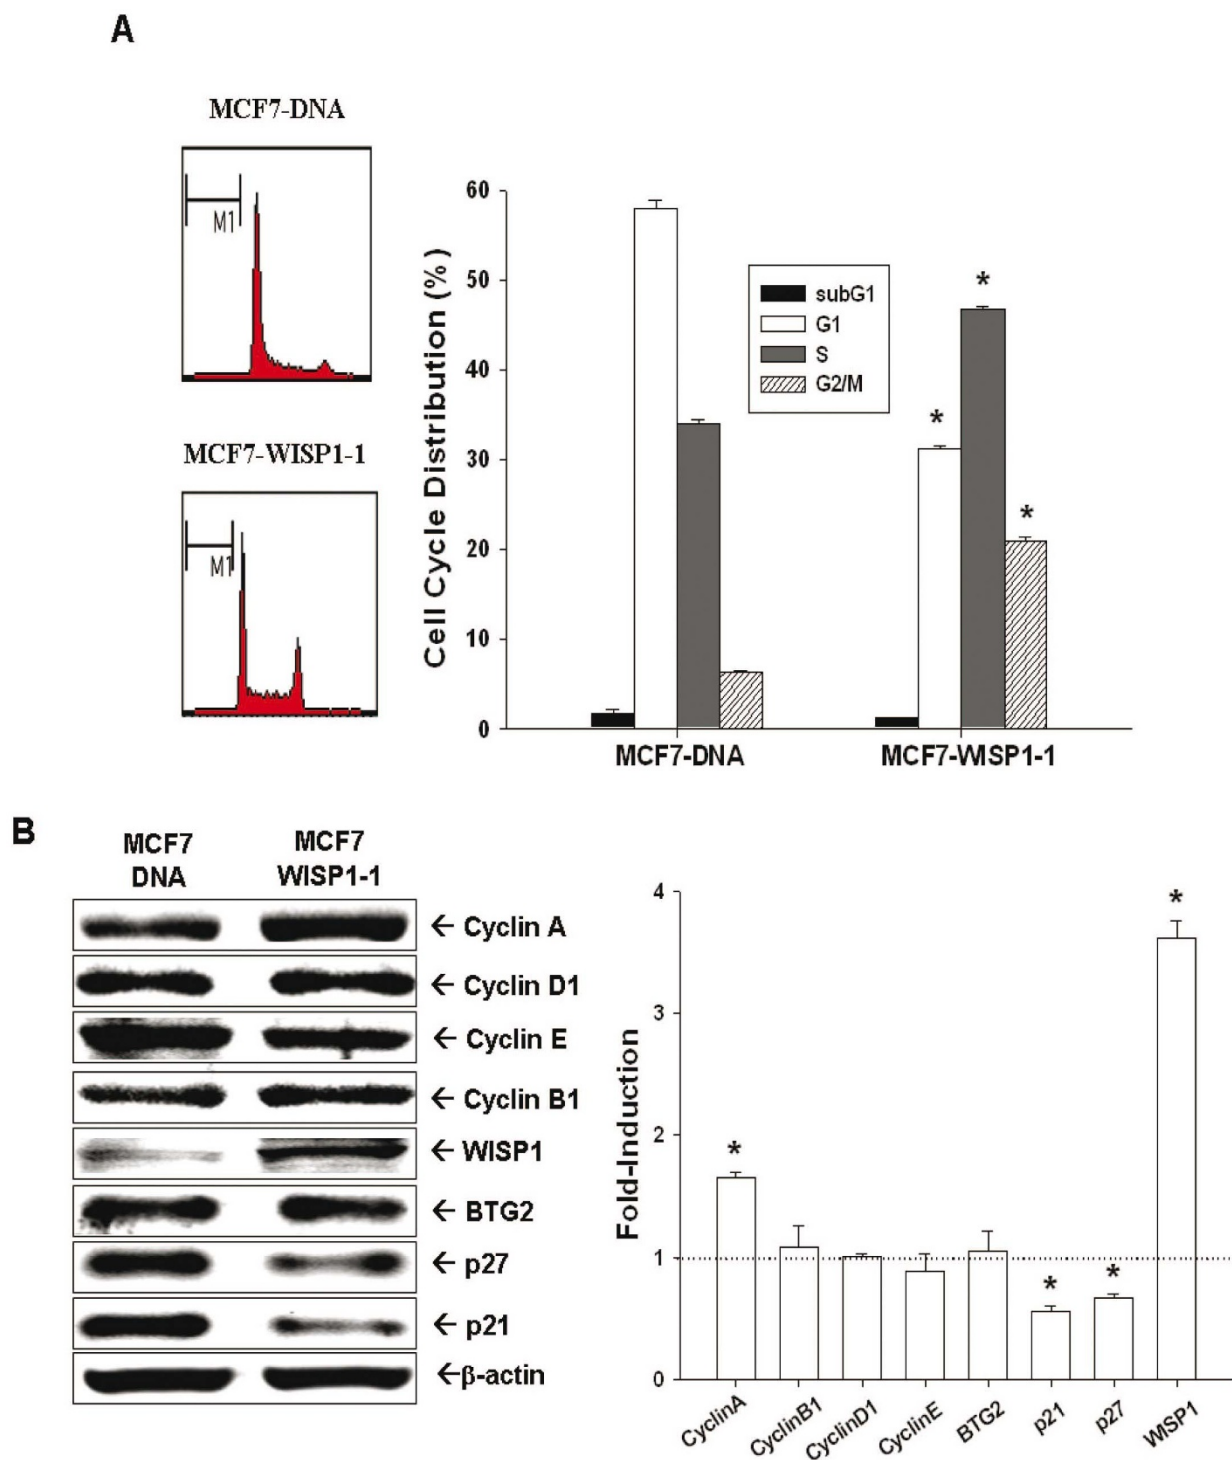 A
MCF7-DNA
M1
MCF7-WISP1-1
M1
Cell Cycle Distribution (%)
60
50
40
30
20
10
0
subG1
G1
S
G2/M
*
*
*
MCF7-DNA
MCF7-WISP1-1
B
MCF7
DNA
MCF7
WISP1-1
← Cyclin A
← Cyclin D1
← Cyclin E
← Cyclin B1
← WISP1
← BTG2
← p27
← p21
←β-actin
Fold-Induction
4
3
2
1
0
*
*
*
*
CyclinA
CyclinB1
CyclinD1
CyclinE
BTG2
p21
p27
WISP1